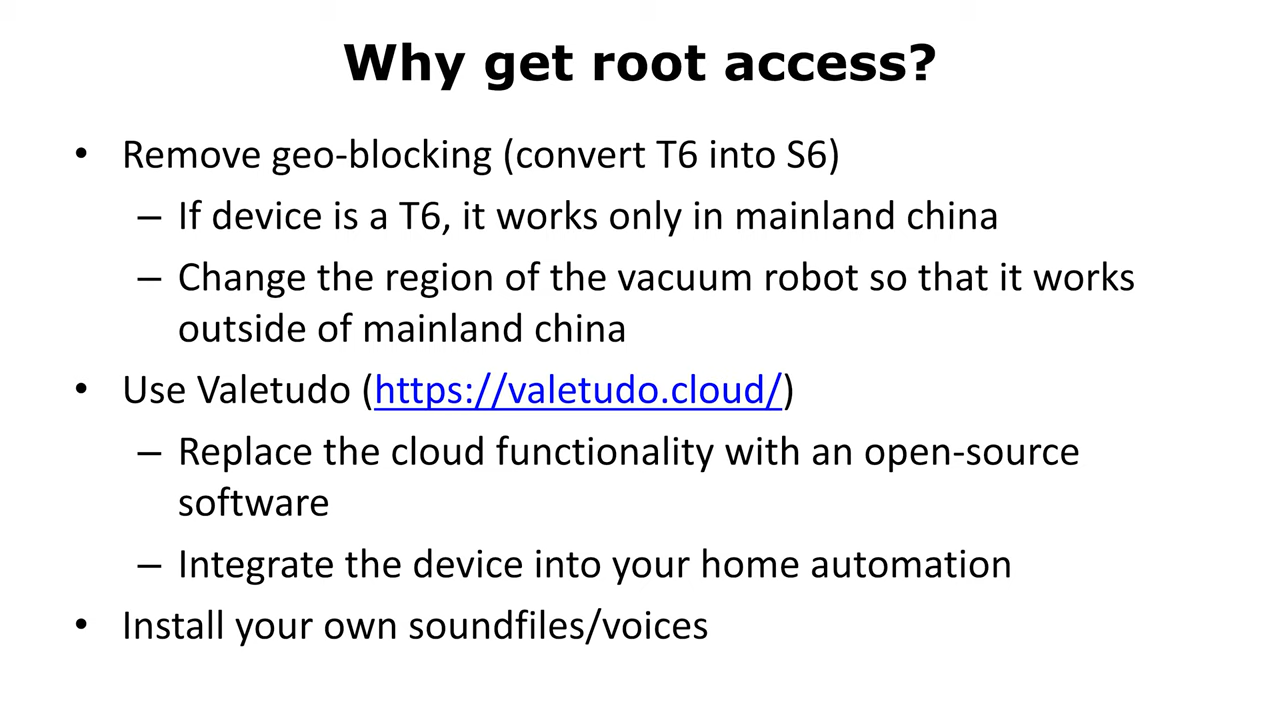 Why get root access?
• Remove geo-blocking (convert T6 into S6)
– If device is a T6, it works only in mainland china
– Change the region of the vacuum robot so that it works
outside of mainland china
• Use Valetudo (https://valetudo.cloud/)
– Replace the cloud functionality with an open-source
software
– Integrate the device into your home automation
• Install your own soundfiles/voices